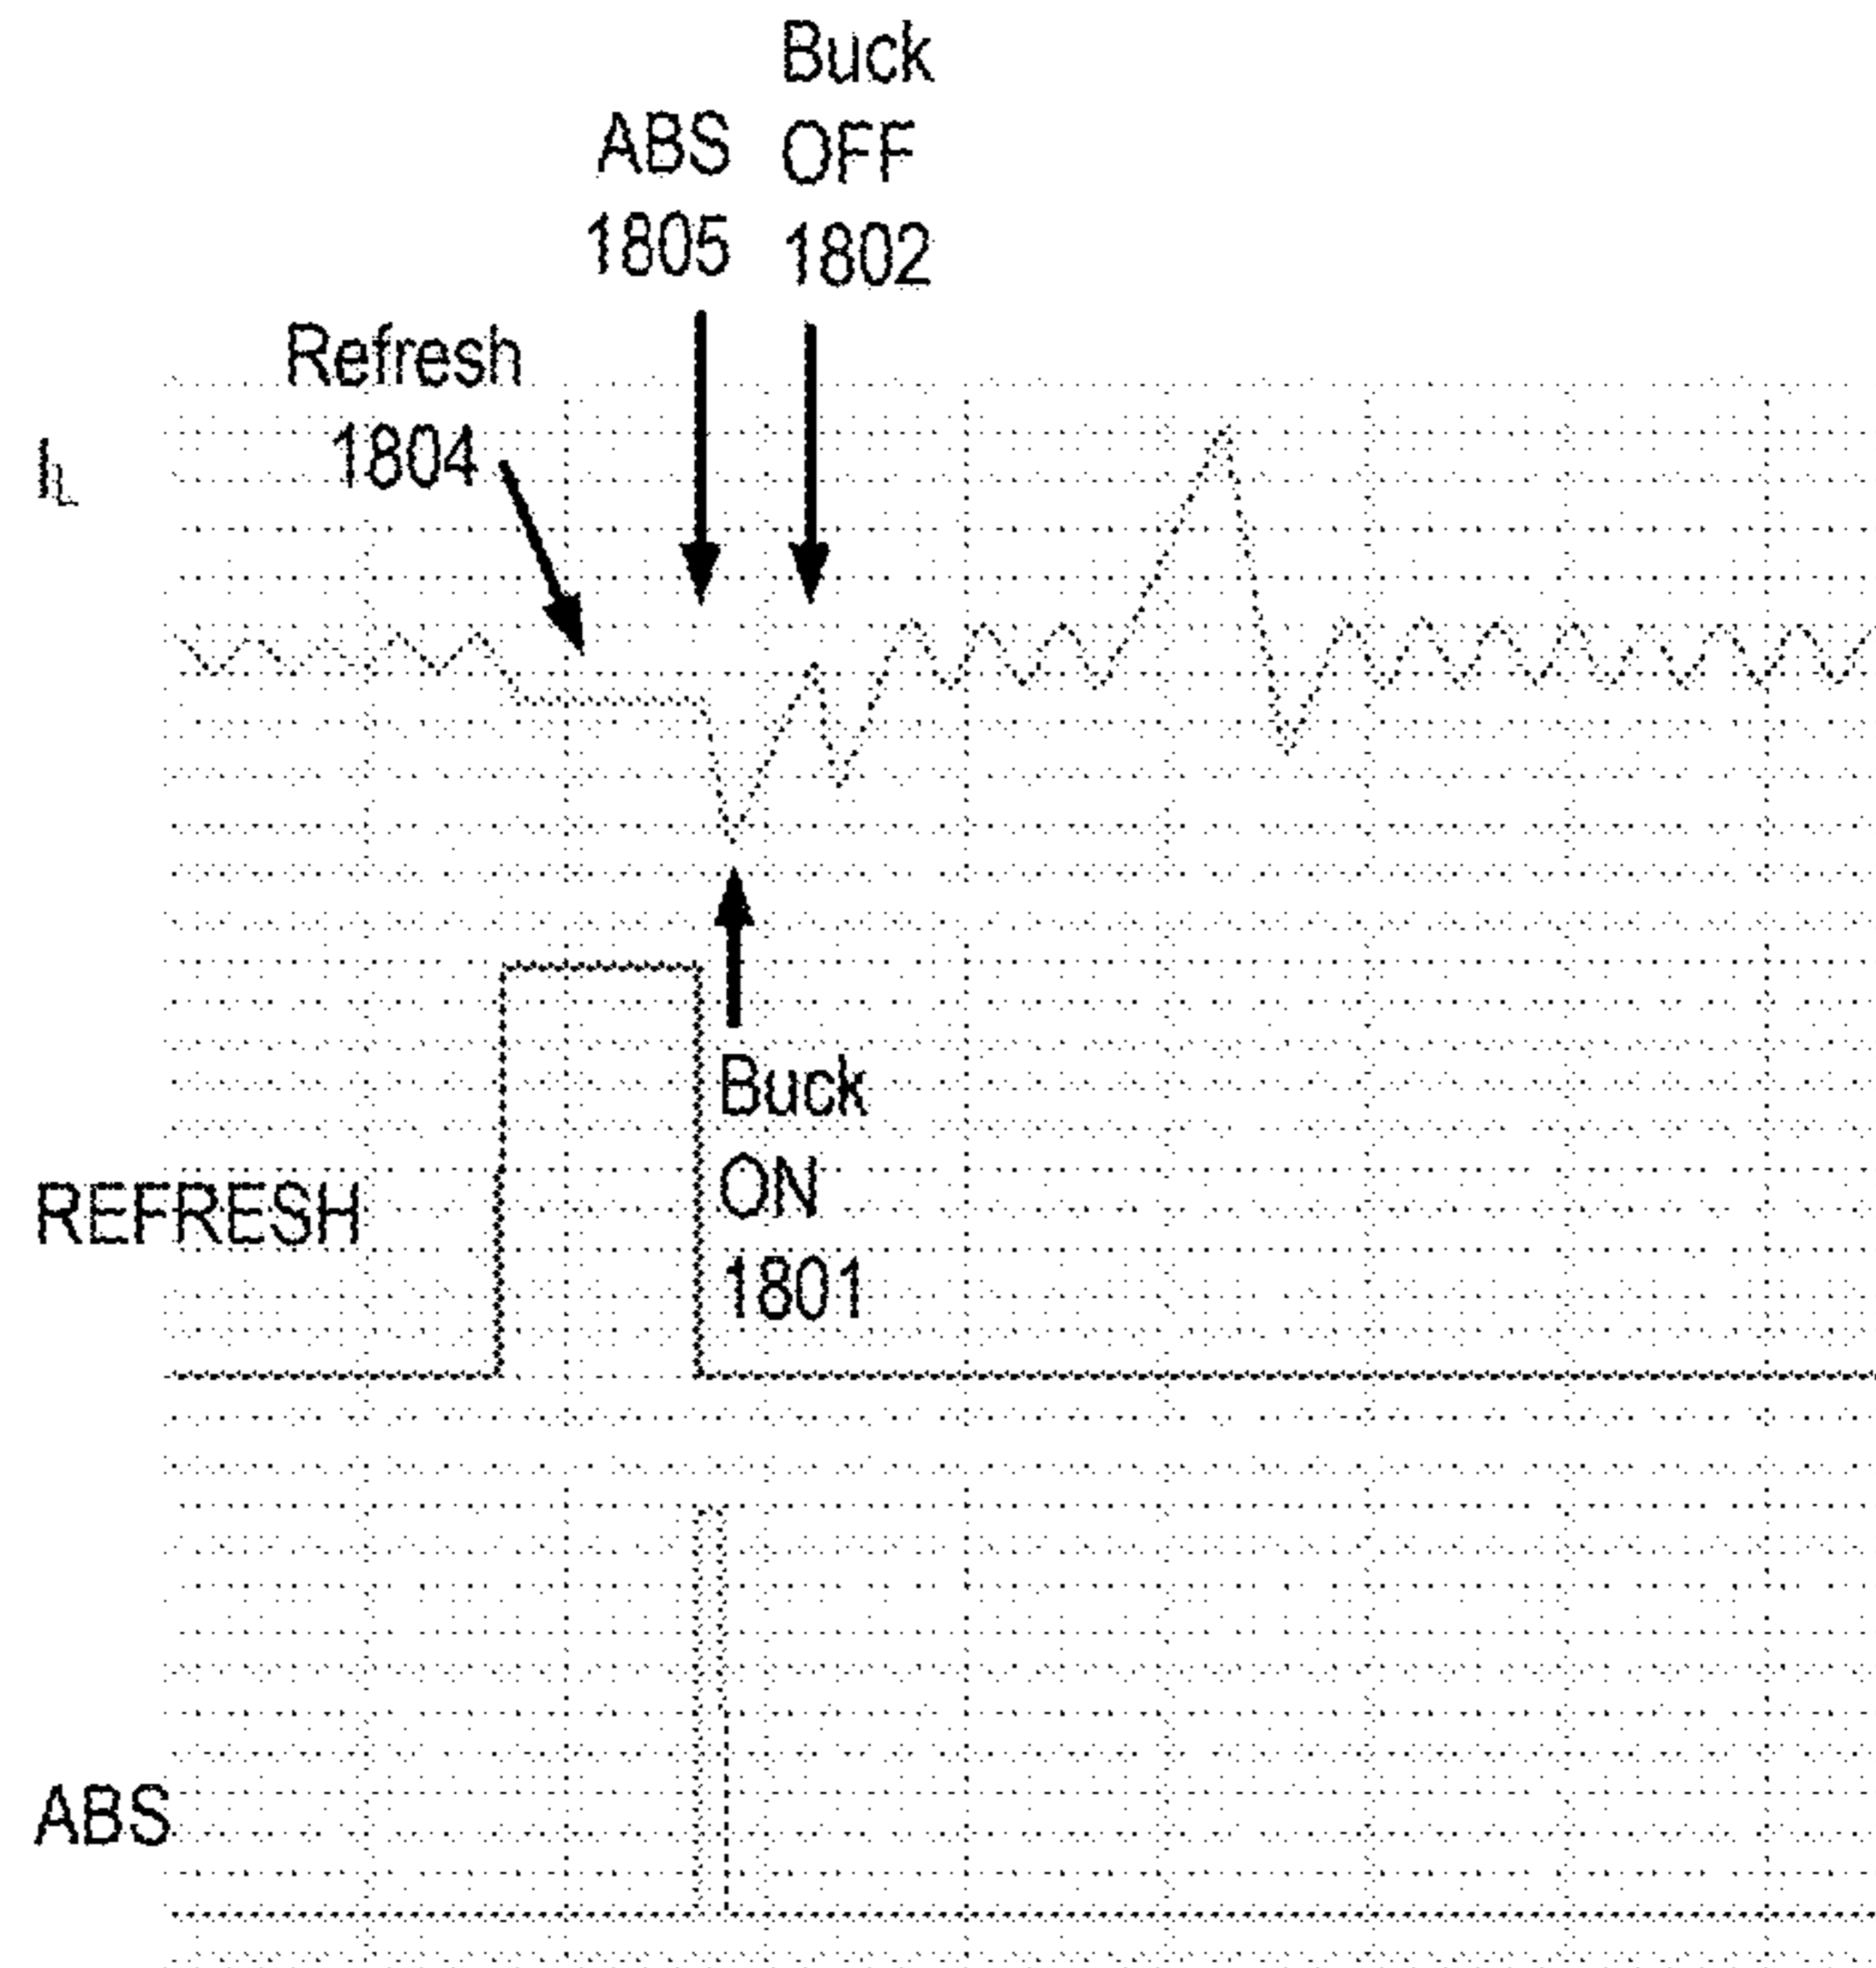 Buck
OFF
1802
ABS
1805
Refresh
1804
IL
Buck
ON
1801
REFRESH
ABS